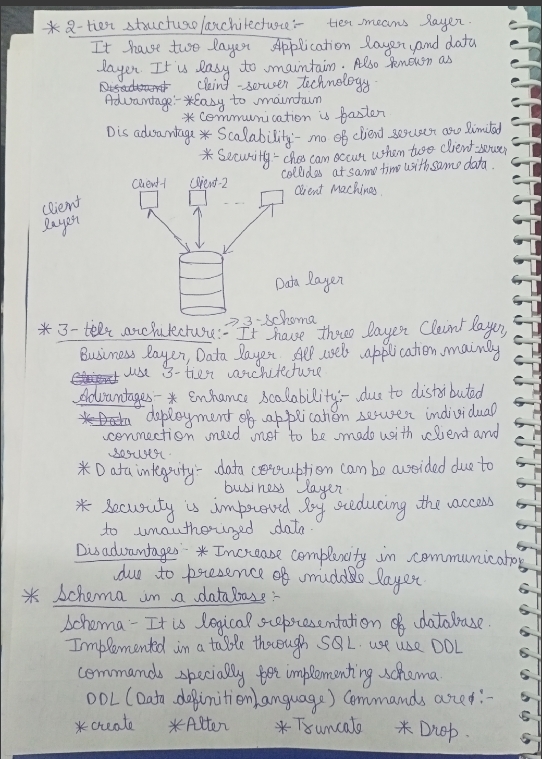 * 2-tier structure/architecture:- tier means layer.
It have two layer Application layer, and data
layer. It is easy to maintain. Also known as
cleint-server technology.
Advantage:- *Easy to maintain
* Communication is faster
Dis advantage * Scalability:- no of client server are limited
* Security:- chos can occur when two client-server
collides at same time with same data.
Client-1 Client-2 ... Client Machines
Client
layer
Data layer
→ 3-schema
* 3-tier architecture:- It have three layer Cleint layer,
Business layer, Data layer. All web application mainly
use 3-tier architecture
Advantages- * Enhance Scalability:- due to distributed
deployment of application server individual
connection need not to be made with client and
server.
* Data integrity- data corruption can be avoided due to
business layer
* security is improved by reducing the access
to unauthorized data.
Disadvantages- * Increase complexity in communication
due to presence of middle layer.
* Schema in a database:-
Schema- It is logical representation of database.
Implemented in a table through SQL. we use DDL
commands specially for implementing schema.
DDL (Data definition Language) Commands are:-
* create * Alter * Truncate * Drop.